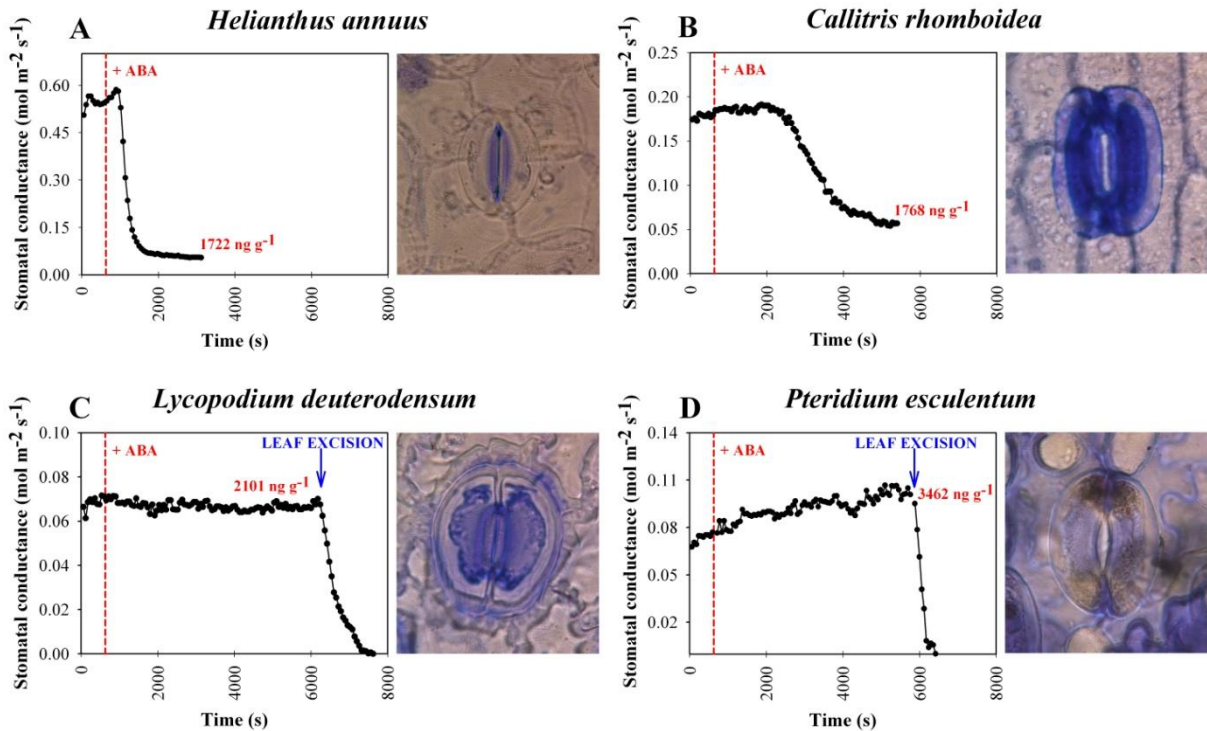 A Helianthus annuus
Stomatal conductance (mol m-2 s-1)
0.60
0.45
0.30
0.15
0.00
+ ABA
1722 ng g-1
0
2000
4000
6000
8000
Time (s)
B Callitris rhomboidea
Stomatal conductance (mol m-2 s-1)
0.25
0.20
0.15
0.10
0.05
0.00
+ ABA
1768 ng g-1
0
2000
4000
6000
8000
Time (s)
C Lycopodium deuterodensum
Stomatal conductance (mol m-2 s-1)
0.10
0.08
0.06
0.04
0.02
0.00
+ ABA
LEAF EXCISION
2101 ng g-1
0
2000
4000
6000
8000
Time (s)
D Pteridium esculentum
Stomatal conductance (mol m-2 s-1)
0.14
0.11
0.08
0.05
0.02
+ ABA
LEAF EXCISION
3462 ng g-1
0
2000
4000
6000
8000
Time (s)